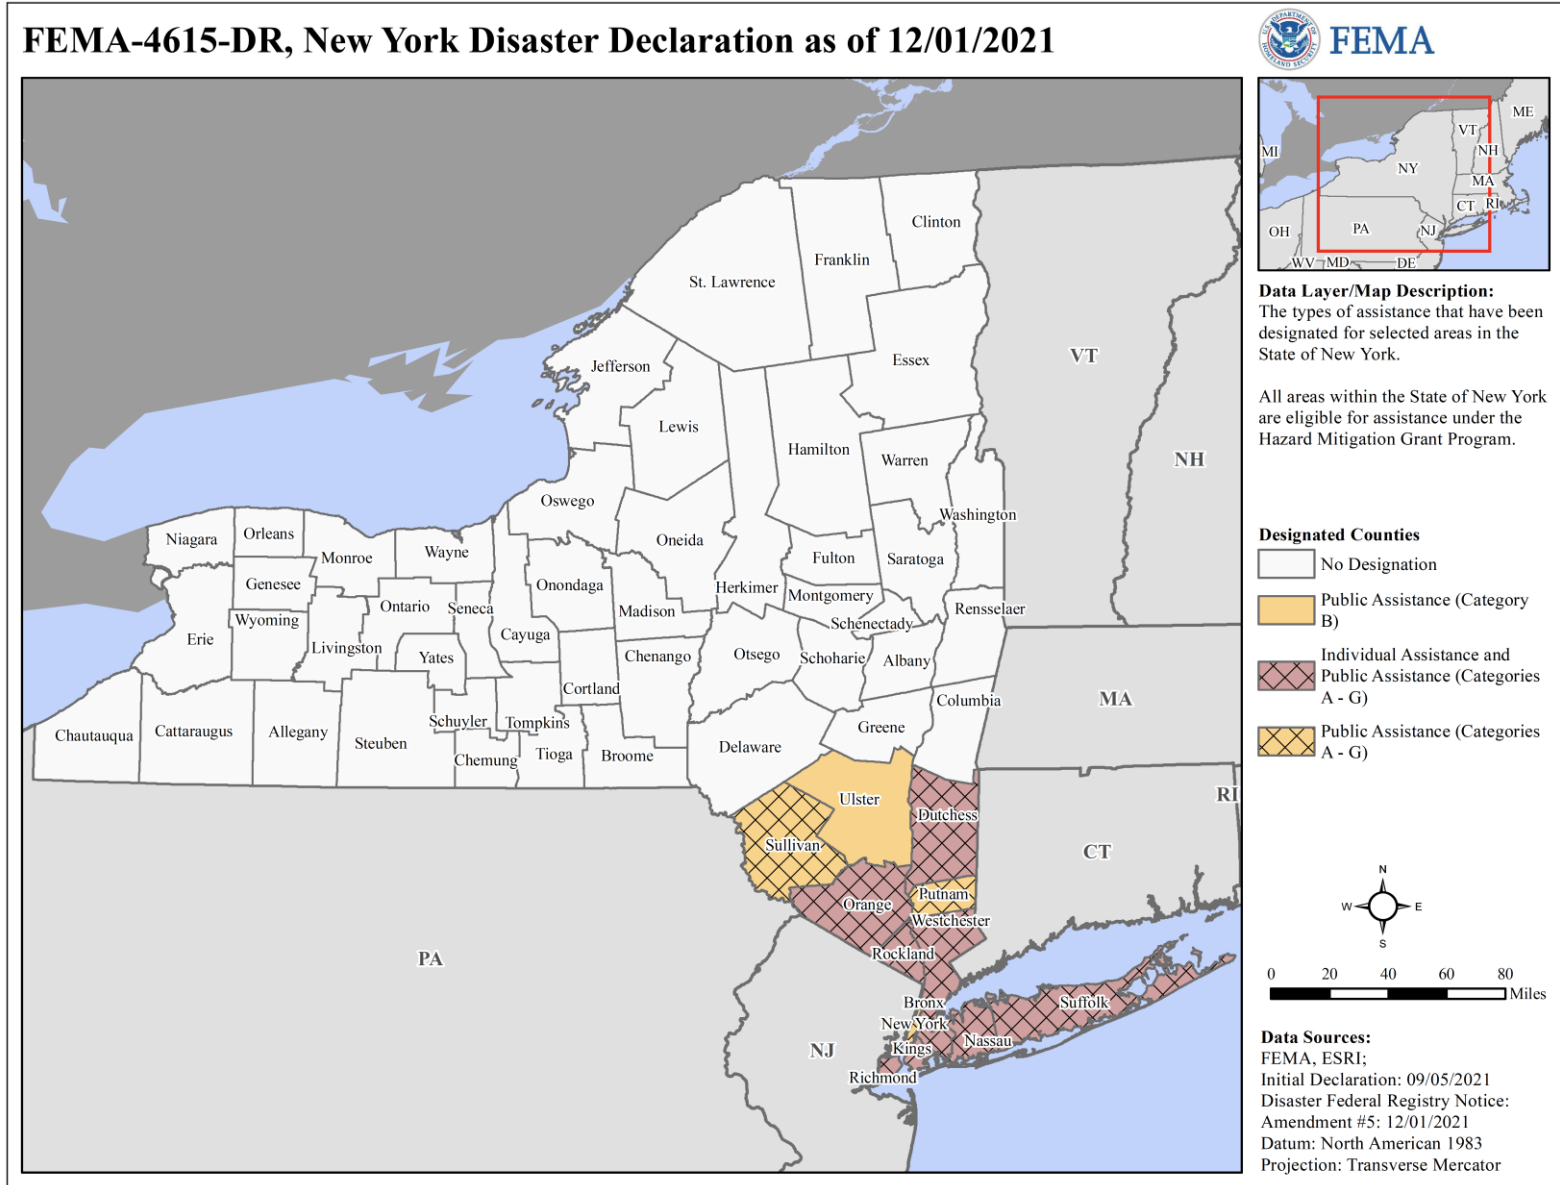 FEMA-4615-DR, New York Disaster Declaration as of 12/01/2021
FEMA
ME
VT
MI
NH
NY
MA
CT
RI
OH
PA
NJ
WV
MD
DE
Data Layer/Map Description:
The types of assistance that have been
designated for selected areas in the
State of New York.
All areas within the State of New York
are eligible for assistance under the
Hazard Mitigation Grant Program.
Designated Counties
No Designation
Public Assistance (Category
B)
Individual Assistance and
Public Assistance (Categories
A - G)
Public Assistance (Categories
A - G)
N
W
E
S
0 20 40 60 80
Miles
Data Sources:
FEMA, ESRI;
Initial Declaration: 09/05/2021
Disaster Federal Registry Notice:
Amendment #5: 12/01/2021
Datum: North American 1983
Projection: Transverse Mercator
Clinton
Franklin
St. Lawrence
VT
Essex
Jefferson
Lewis
Hamilton
Warren
NH
Oswego
Washington
Niagara
Orleans
Monroe
Wayne
Oneida
Fulton
Saratoga
Genesee
Onondaga
Herkimer
Montgomery
Ontario
Seneca
Madison
Rensselaer
Wyoming
Schenectady
Erie
Livingston
Cayuga
Yates
Chenango
Otsego
Schoharie
Albany
Cortland
Columbia
MA
Chautauqua
Cattaraugus
Allegany
Steuben
Schuyler
Tompkins
Greene
Chemung
Tioga
Broome
Delaware
RI
Ulster
Dutchess
Sullivan
CT
Putnam
Orange
Westchester
Rockland
PA
Bronx
Suffolk
New York
Nassau
Kings
NJ
Richmond